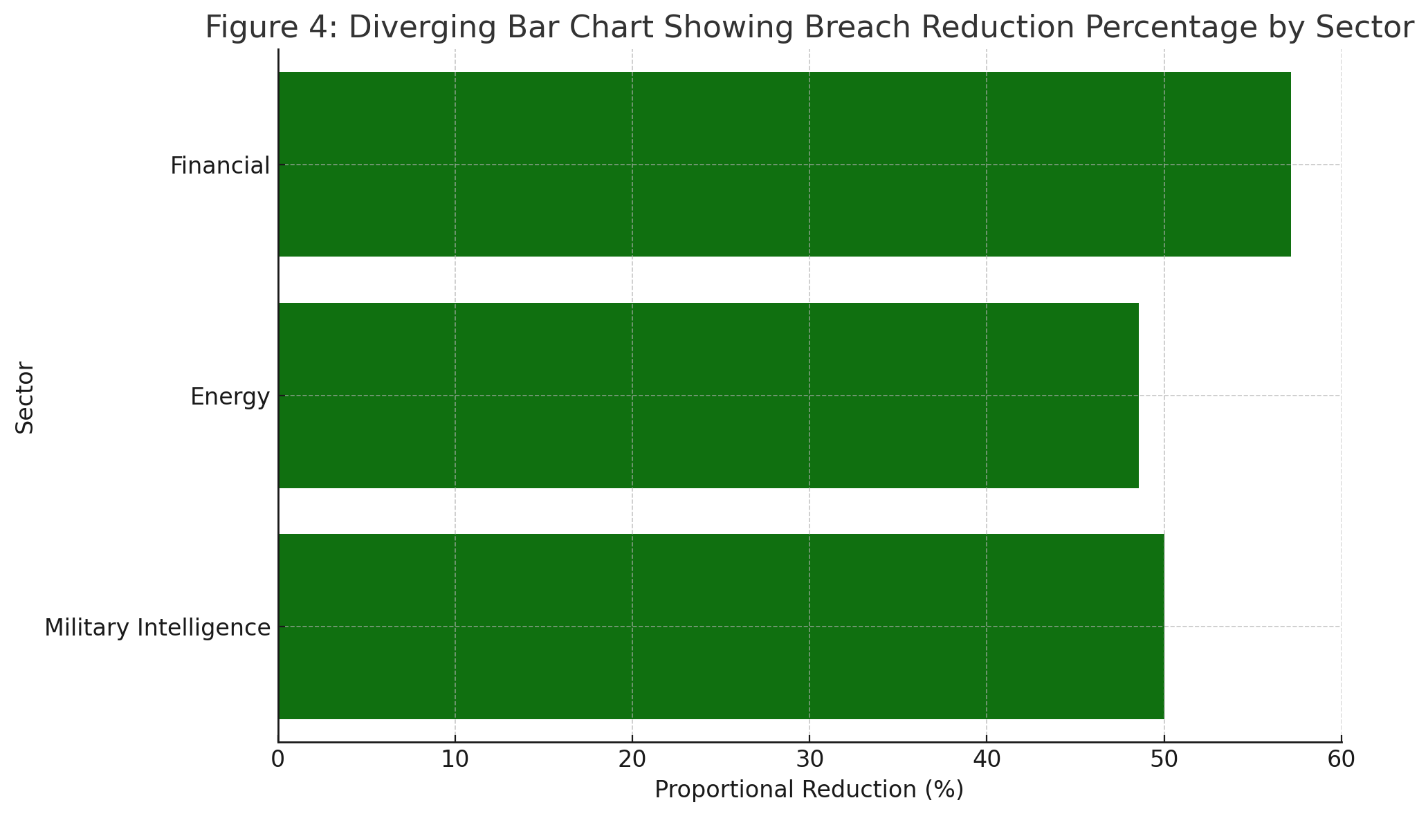 Figure 4: Diverging Bar Chart Showing Breach Reduction Percentage by Sector
Financial
Energy
Military Intelligence
Sector
0 10 20 30 40 50 60
Proportional Reduction (%)